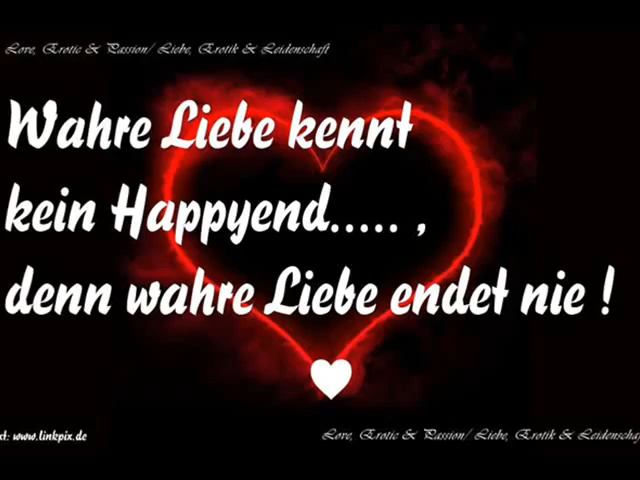 Love, Erotic & Passion/ Liebe, Erotik & Leidenschaft
Wahre Liebe kennt
kein Happyend..... ,
denn wahre Liebe endet nie !
xt: www.linkpix.de
Love, Erotic & Passion/ Liebe, Erotik & Leidenschaf